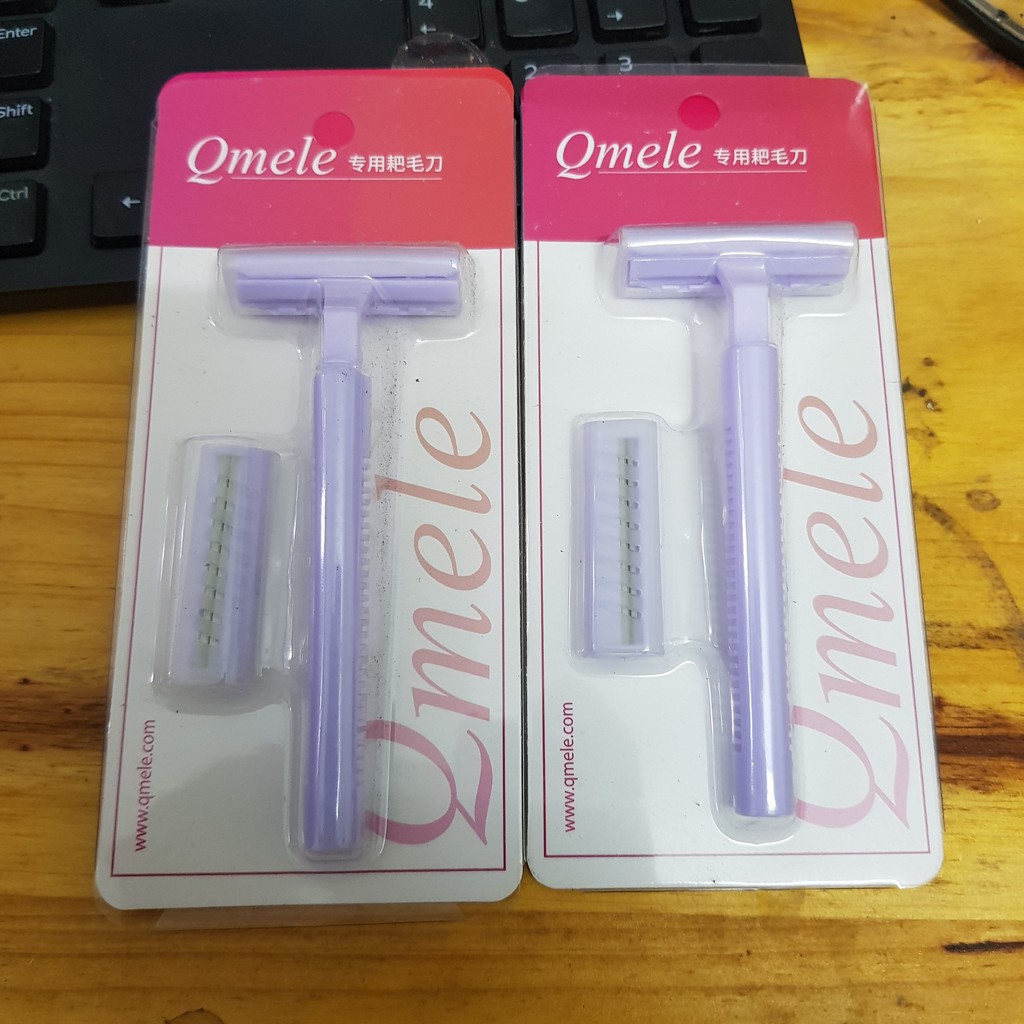 Enter
Shift
Ctrl
←
4
←
→
2
3
Qmele 专用耙毛刀
Qmele
www.qmele.com
Qmele 专用耙毛刀
Qmele
www.qmele.com